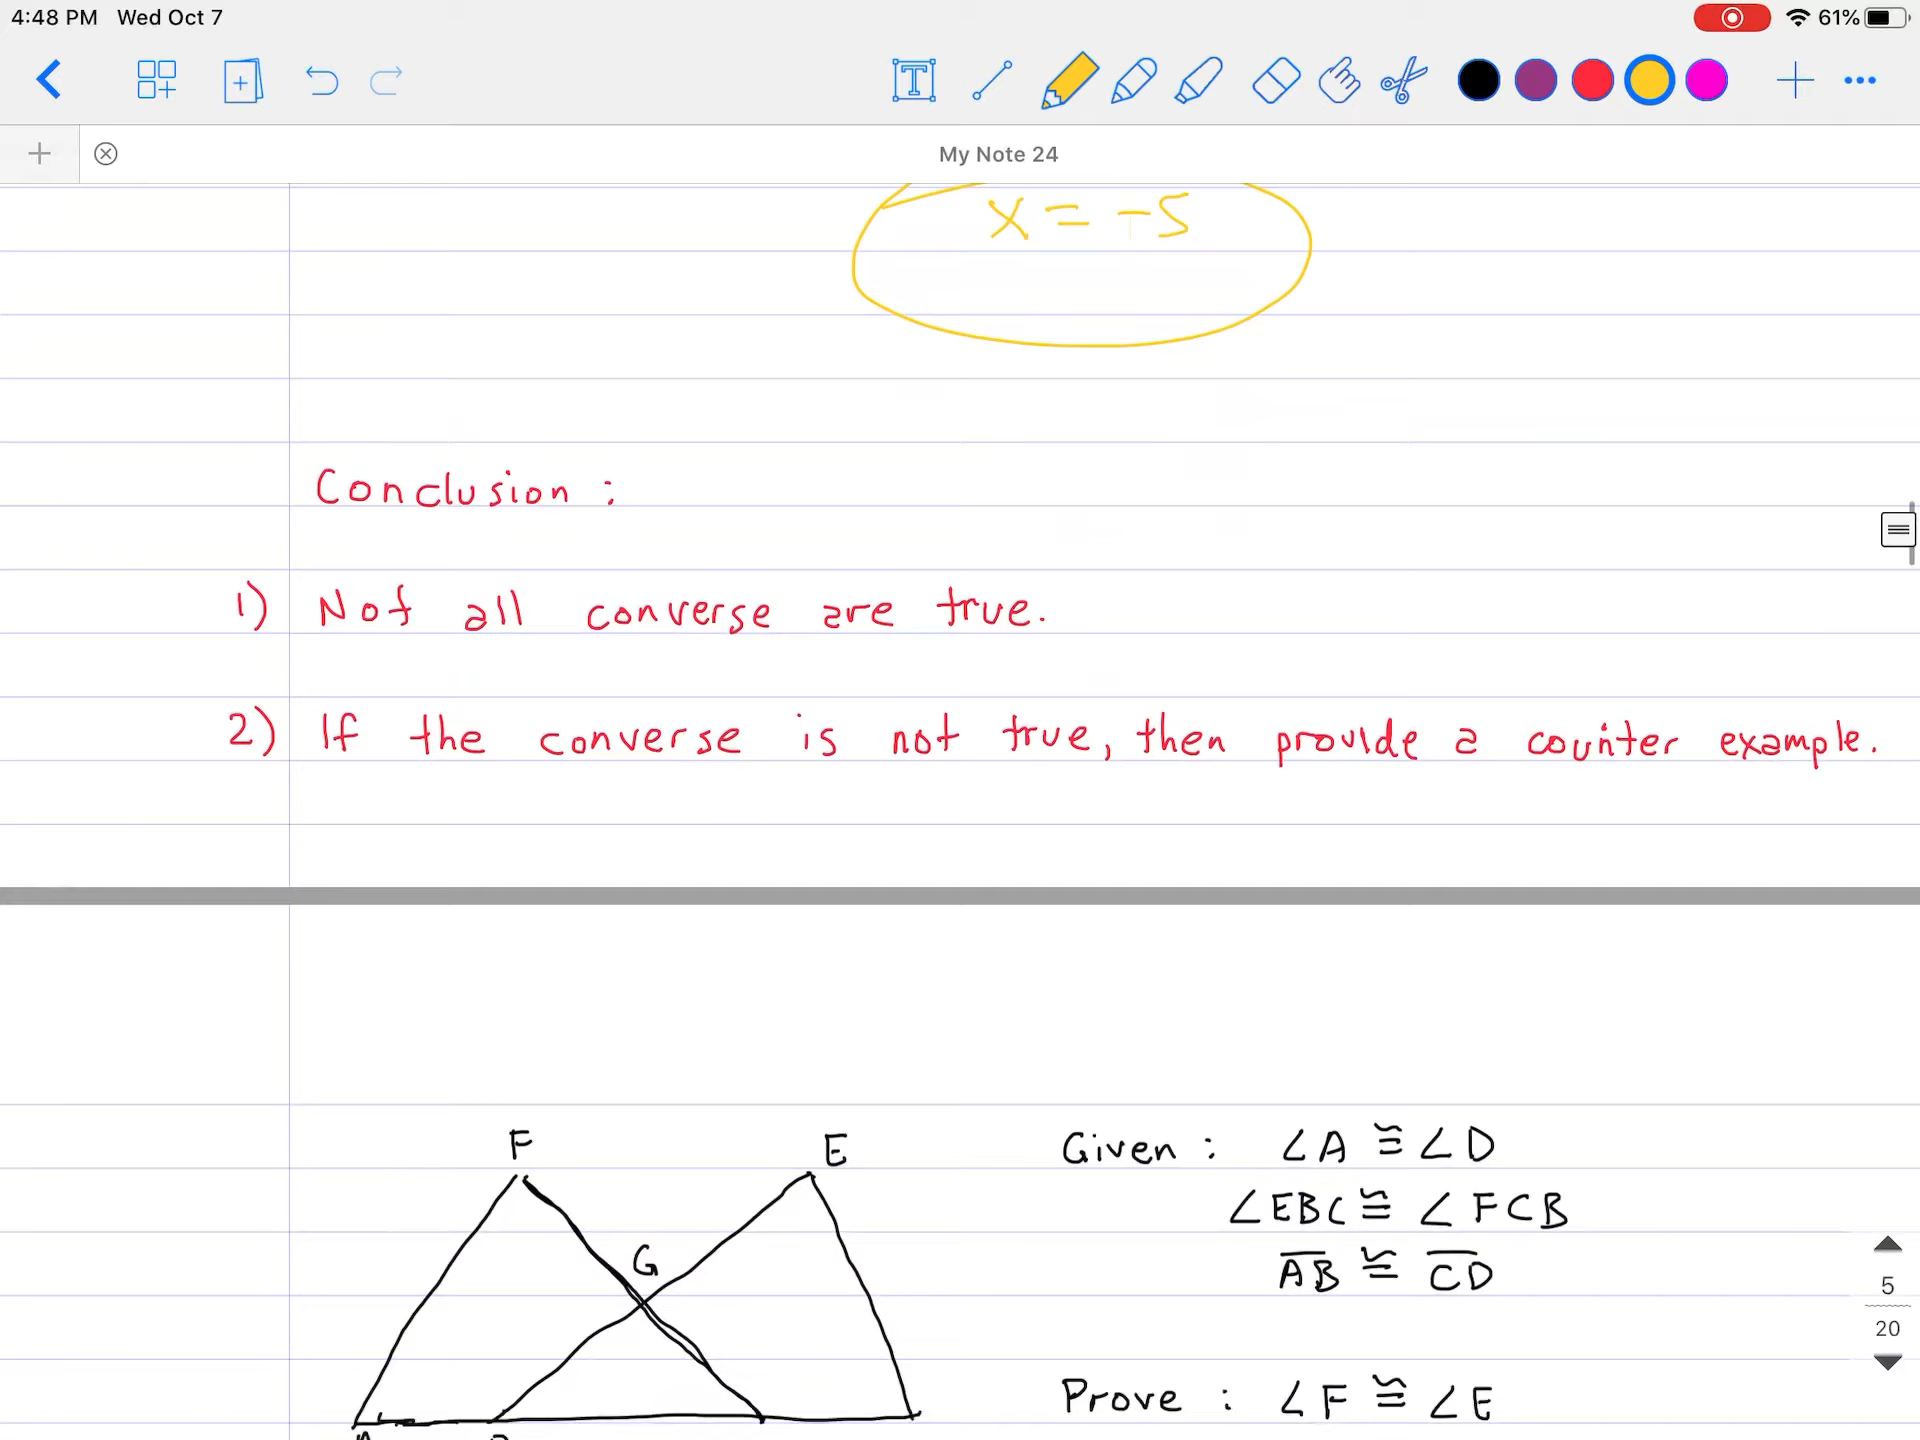 4:48 PM Wed Oct 7
61%
T
My Note 24
x = -5
Conclusion :
1) Not all converse are true.
2) If the converse is not true, then provide a counter example.
F
E
G
Given : ∠A ≅ ∠D
∠EBC ≅ ∠FCB
AB ≅ CD
Prove : ∠F ≅ ∠E
5
20